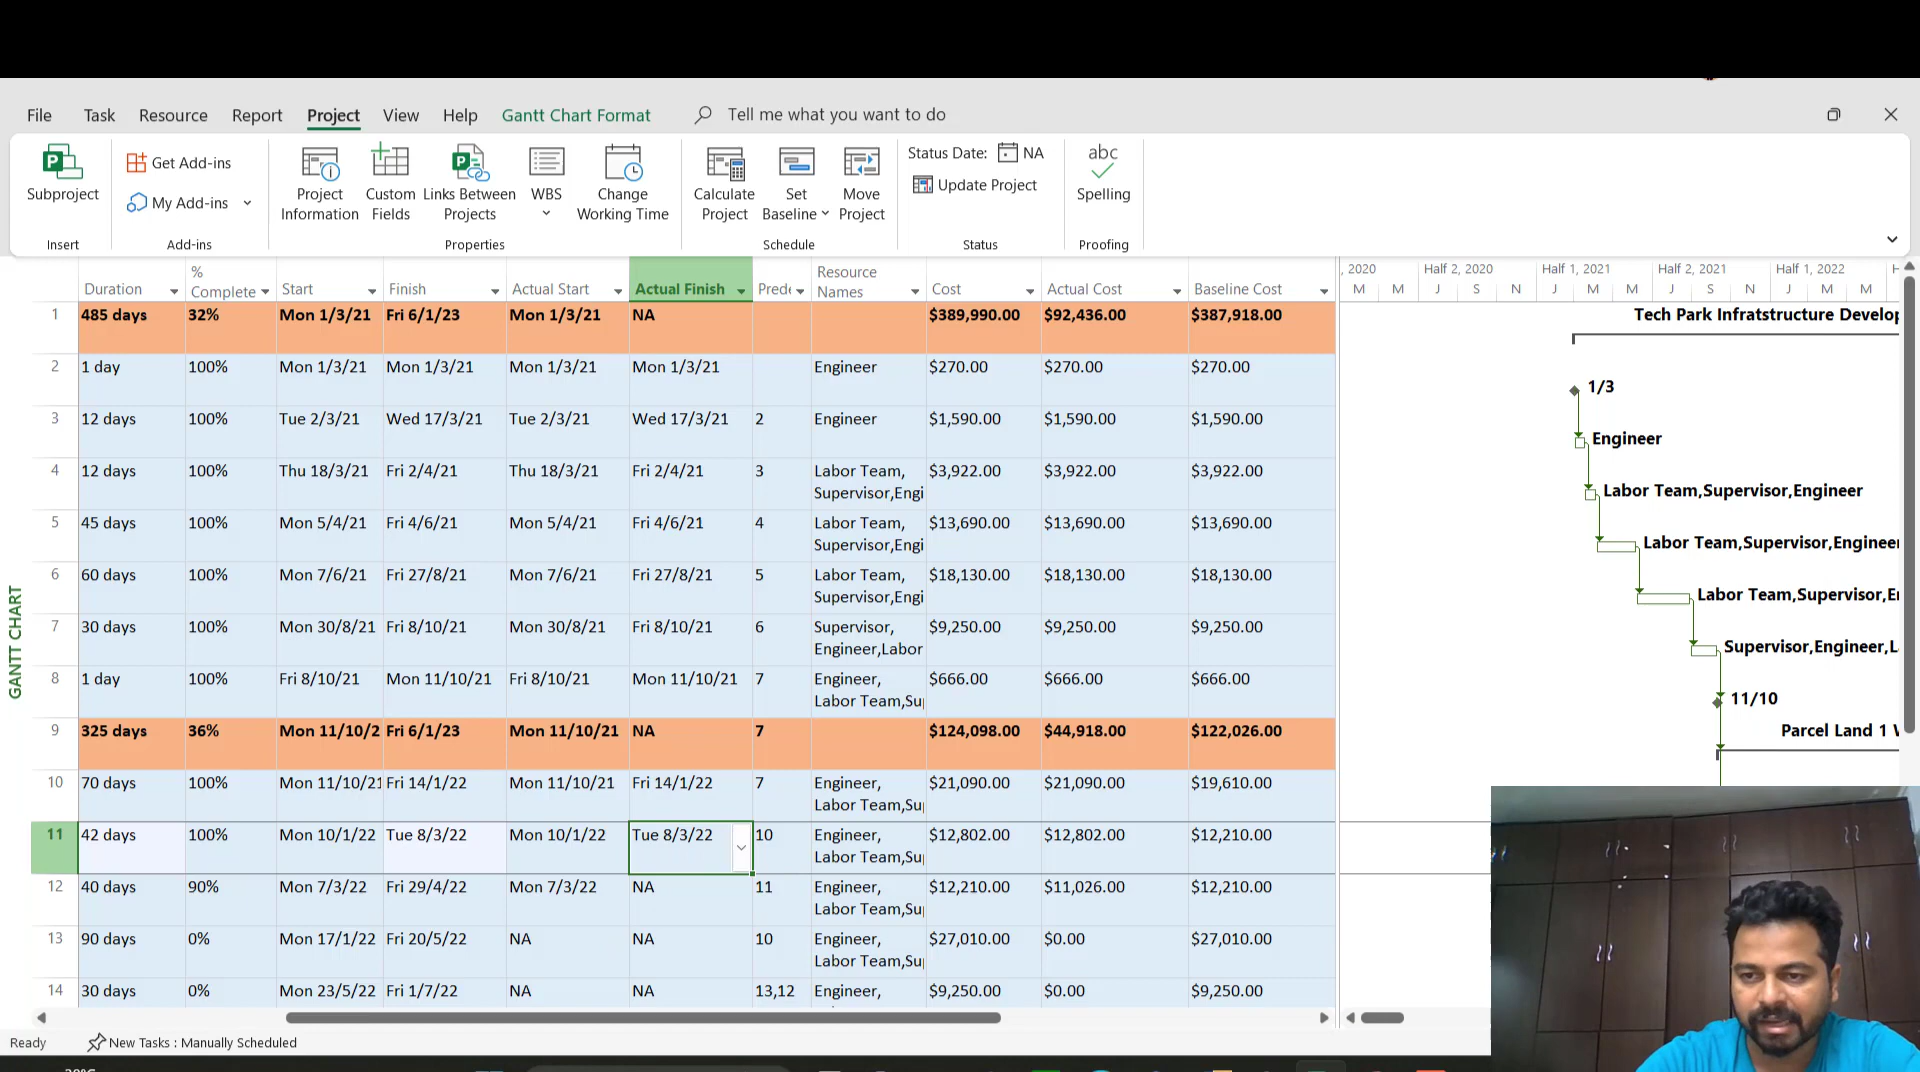 File Task Resource Report Project View Help Gantt Chart Format Tell me what you want to do
Subproject
Get Add-ins
My Add-ins
Project Information
Custom Fields
Links Between Projects
WBS
Change Working Time
Calculate Project
Set Baseline
Move Project
Status Date: NA
Update Project
abc
Spelling
Insert Add-ins Properties Schedule Status Proofing
Duration % Complete Start Finish Actual Start Actual Finish Prede Resource Names Cost Actual Cost Baseline Cost
, 2020 Half 2, 2020 Half 1, 2021 Half 2, 2021 Half 1, 2022 H
M M J S N J M M J S N J M M
1 485 days 32% Mon 1/3/21 Fri 6/1/23 Mon 1/3/21 NA $389,990.00 $92,436.00 $387,918.00
Tech Park Infratstructure Develop
2 1 day 100% Mon 1/3/21 Mon 1/3/21 Mon 1/3/21 Mon 1/3/21 Engineer $270.00 $270.00 $270.00
1/3
3 12 days 100% Tue 2/3/21 Wed 17/3/21 Tue 2/3/21 Wed 17/3/21 2 Engineer $1,590.00 $1,590.00 $1,590.00
Engineer
4 12 days 100% Thu 18/3/21 Fri 2/4/21 Thu 18/3/21 Fri 2/4/21 3 Labor Team, $3,922.00 $3,922.00 $3,922.00
Supervisor,Engi
Labor Team,Supervisor,Engineer
5 45 days 100% Mon 5/4/21 Fri 4/6/21 Mon 5/4/21 Fri 4/6/21 4 Labor Team, $13,690.00 $13,690.00 $13,690.00
Supervisor,Engi
Labor Team,Supervisor,Engineer
6 60 days 100% Mon 7/6/21 Fri 27/8/21 Mon 7/6/21 Fri 27/8/21 5 Labor Team, $18,130.00 $18,130.00 $18,130.00
Supervisor,Engi
Labor Team,Supervisor,E
7 30 days 100% Mon 30/8/21 Fri 8/10/21 Mon 30/8/21 Fri 8/10/21 6 Supervisor, $9,250.00 $9,250.00 $9,250.00
Engineer,Labor
Supervisor,Engineer,L
8 1 day 100% Fri 8/10/21 Mon 11/10/21 Fri 8/10/21 Mon 11/10/21 7 Engineer, $666.00 $666.00 $666.00
Labor Team,Su
11/10
9 325 days 36% Mon 11/10/2 Fri 6/1/23 Mon 11/10/21 NA 7 $124,098.00 $44,918.00 $122,026.00
Parcel Land 1
10 70 days 100% Mon 11/10/21 Fri 14/1/22 Mon 11/10/21 Fri 14/1/22 7 Engineer, $21,090.00 $21,090.00 $19,610.00
Labor Team,Su
11 42 days 100% Mon 10/1/22 Tue 8/3/22 Mon 10/1/22 Tue 8/3/22 10 Engineer, $12,802.00 $12,802.00 $12,210.00
Labor Team,Su
12 40 days 90% Mon 7/3/22 Fri 29/4/22 Mon 7/3/22 NA 11 Engineer, $12,210.00 $11,026.00 $12,210.00
Labor Team,Su
13 90 days 0% Mon 17/1/22 Fri 20/5/22 NA NA 10 Engineer, $27,010.00 $0.00 $27,010.00
Labor Team,Su
14 30 days 0% Mon 23/5/22 Fri 1/7/22 NA NA 13,12 Engineer, $9,250.00 $0.00 $9,250.00
GANTT CHART
Ready New Tasks : Manually Scheduled